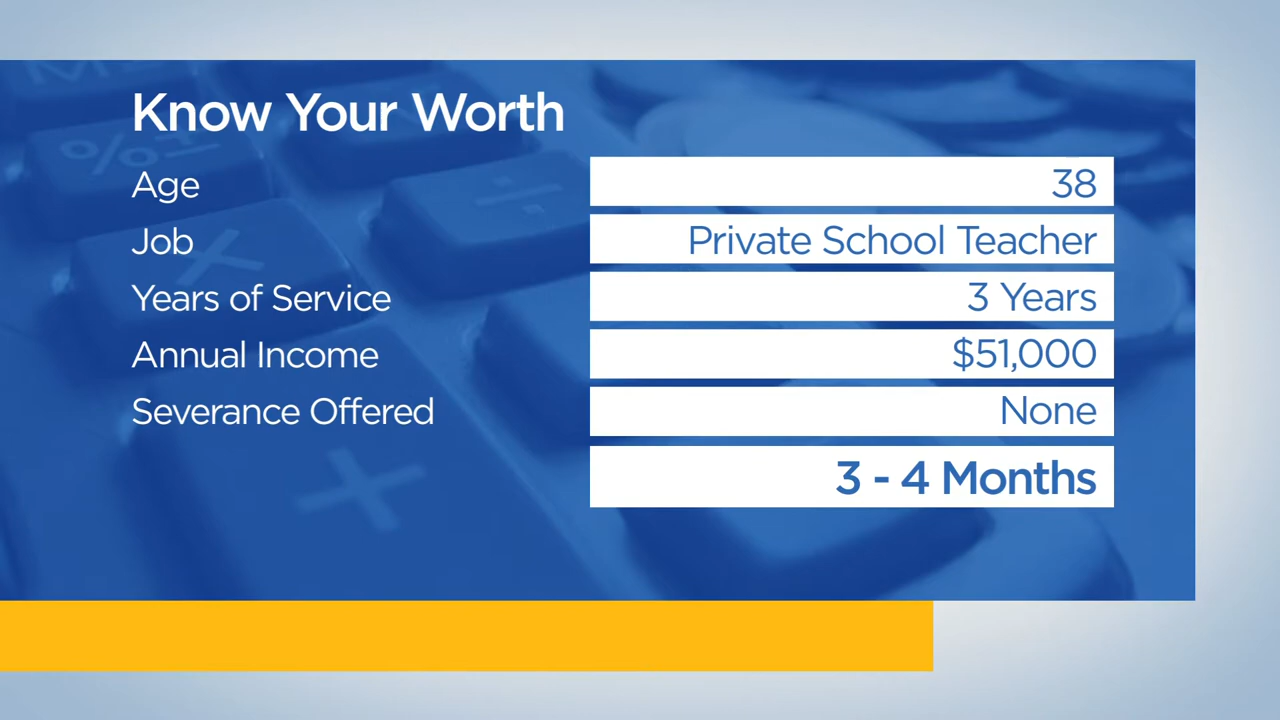 Know Your Worth
Age 38
Job Private School Teacher
Years of Service 3 Years
Annual Income $51,000
Severance Offered None
3 - 4 Months